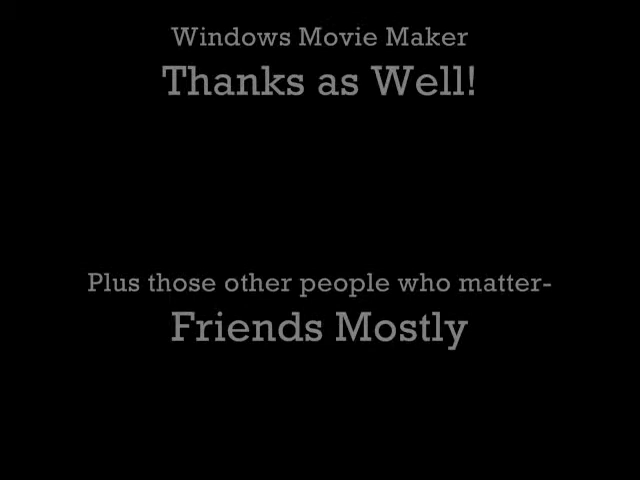 Windows Movie Maker
Thanks as Well!
Plus those other people who matter-
Friends Mostly